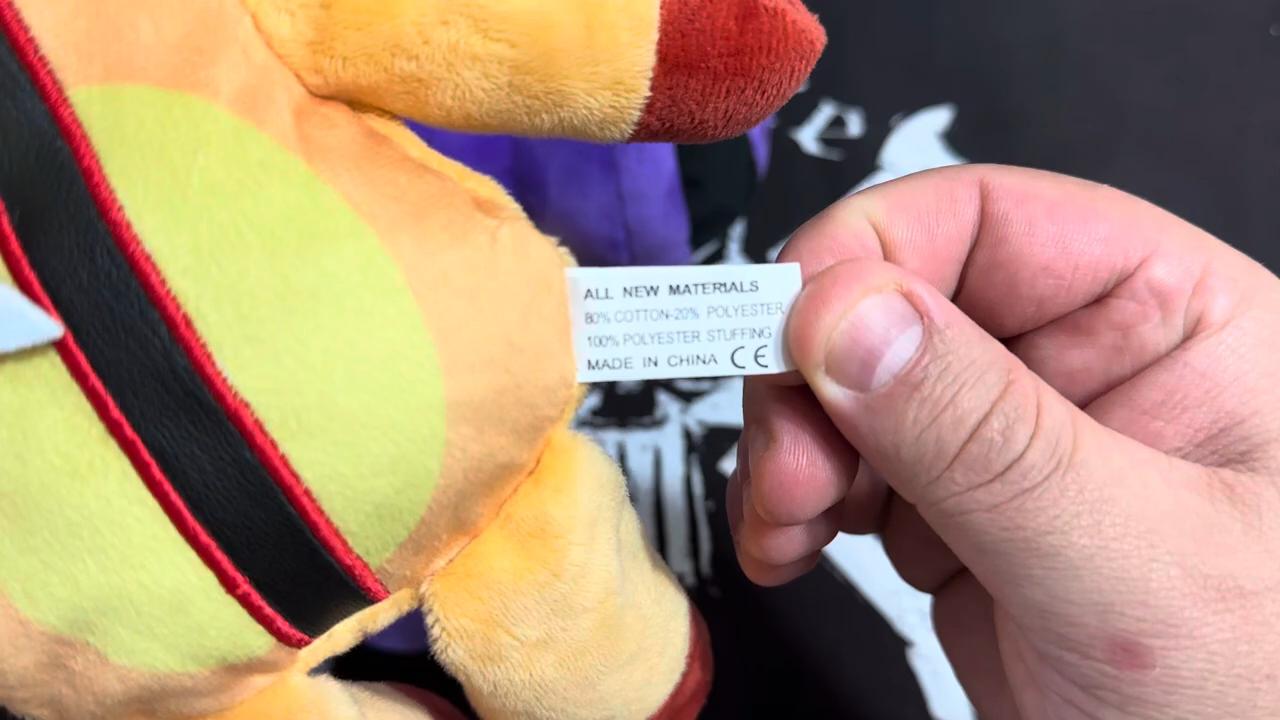 ALL NEW MATERIALS
80% COTTON-20% POLYESTER
100% POLYESTER STUFFING
MADE IN CHINA CE